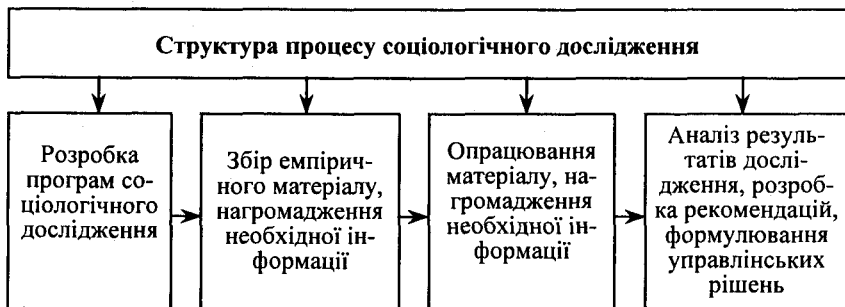 Структура процесу соціологічного дослідження
Розробка
програм со-
ціологічного
дослідження
Збір емпірич-
ного матеріалу,
нагромадження
необхідної ін-
формації
Опрацювання
матеріалу, на-
громадження
необхідної ін-
формації
Аналіз резуль-
татів дослі-
дження, розроб-
ка рекомендацій,
формулювання
управлінських
рішень